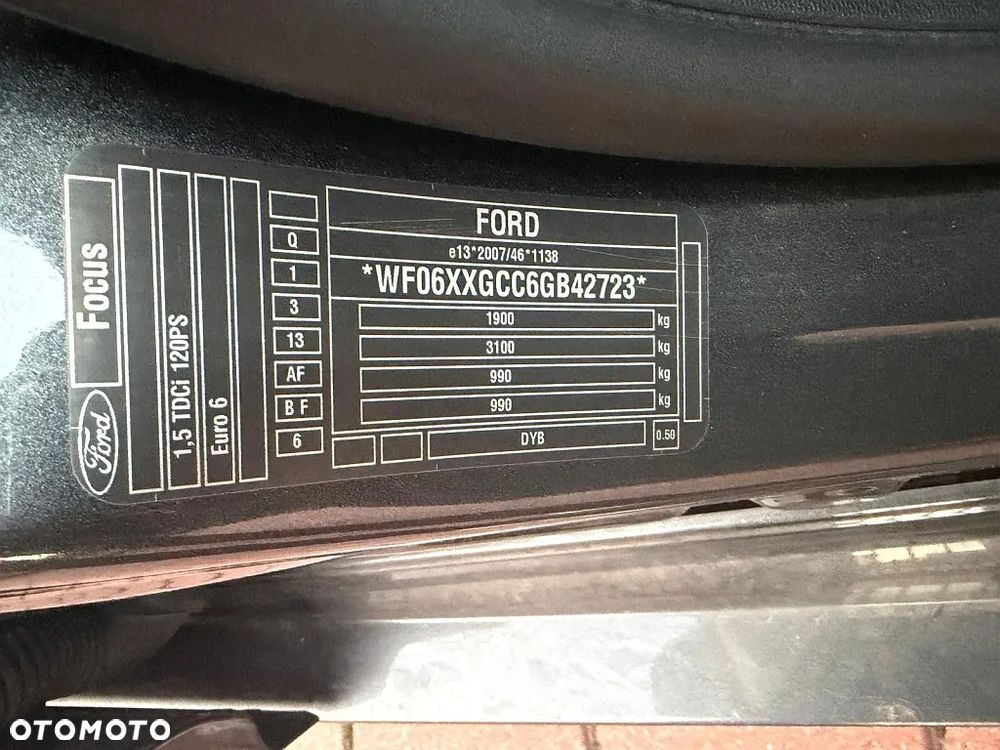 Ford
Focus
1,5 TDCi 120PS
Euro 6
Q
1
3
13
AF
B F
6
FORD
e13*2007/46*1138
*WF06XXGCC6GB42723*
1900 kg
3100 kg
990 kg
990 kg
DYB
0.50
OTOMOTO